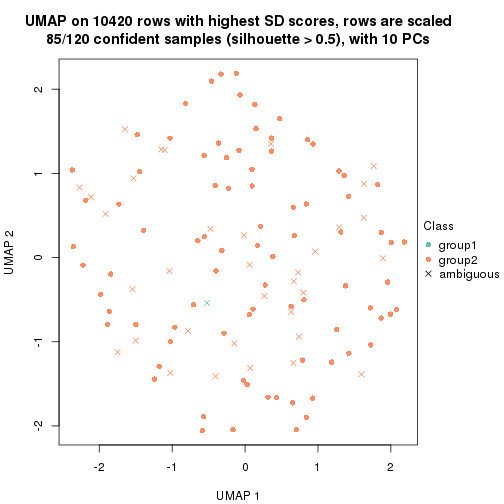 UMAP on 10420 rows with highest SD scores, rows are scaled
85/120 confident samples (silhouette > 0.5), with 10 PCs
UMAP 2
2
1
0
-1
-2
-2
-1
0
1
2
UMAP 1
Class
group1
group2
ambiguous